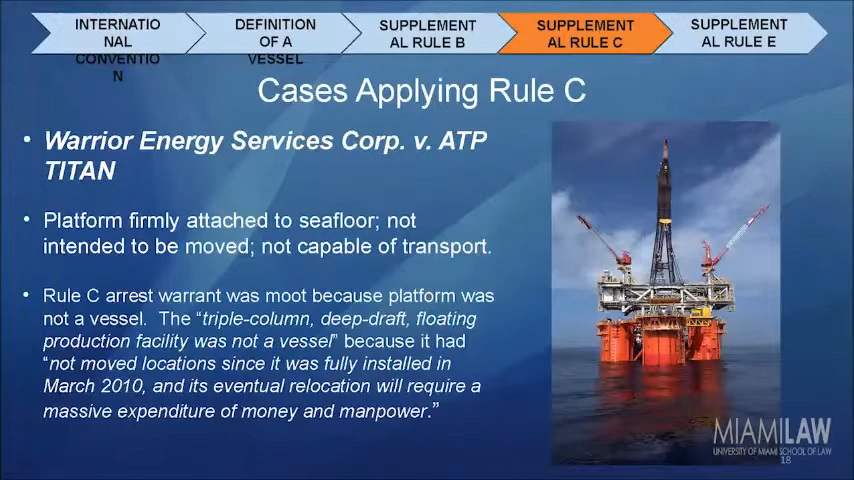 INTERNATIO
NAL
CONVENTIO
N
DEFINITION
OF A
VESSEL
SUPPLEMENT
AL RULE B
SUPPLEMENT
AL RULE C
SUPPLEMENT
AL RULE E
Cases Applying Rule C
• Warrior Energy Services Corp. v. ATP
TITAN
• Platform firmly attached to seafloor; not
intended to be moved; not capable of transport.
• Rule C arrest warrant was moot because platform was
not a vessel. The “triple-column, deep-draft, floating
production facility was not a vessel” because it had
“not moved locations since it was fully installed in
March 2010, and its eventual relocation will require a
massive expenditure of money and manpower.”
MIAMILAW
UNIVERSITY OF MIAMI SCHOOL OF LAW
18